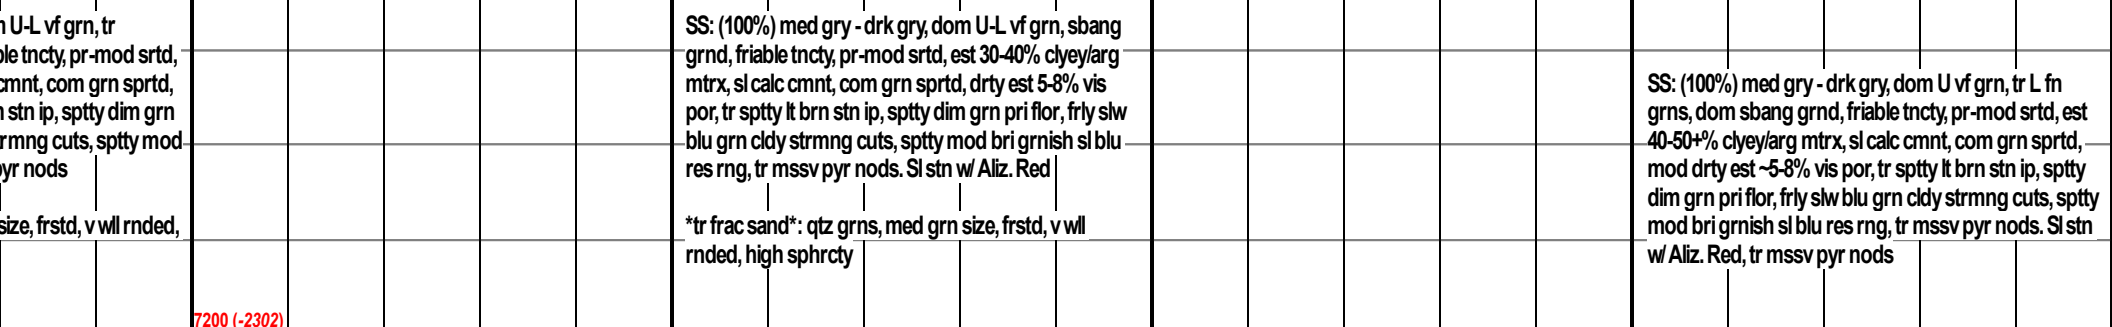 n U-L vf grn, tr
ble tncty, pr-mod srtd,
cmnt, com grn sprtd,
n stn ip, sptty dim grn
trmng cuts, sptty mod
pyr nods
size, frstd, v wll rnded,
7200 (-2302)
SS: (100%) med gry - drk gry, dom U-L vf grn, sbang
grnd, friable tncty, pr-mod srtd, est 30-40% clyey/arg
mtrx, sl calc cmnt, com grn sprtd, drty est 5-8% vis
por, tr sptty lt brn stn ip, sptty dim grn pri flor, frly slw
blu grn cldy strmng cuts, sptty mod bri grnish sl blu
res rng, tr mssv pyr nods. Sl stn w/ Aliz. Red
*tr frac sand*: qtz grns, med grn size, frstd, v wll
rnded, high sphrcty
SS: (100%) med gry - drk gry, dom U vf grn, tr L fn
grns, dom sbang grnd, friable tncty, pr-mod srtd, est
40-50+% clyey/arg mtrx, sl calc cmnt, com grn sprtd,
mod drty est ~5-8% vis por, tr sptty lt brn stn ip, sptty
dim grn pri flor, frly slw blu grn cldy strmng cuts, sptty
mod bri grnish sl blu res rng, tr mssv pyr nods. Sl stn
w/ Aliz. Red, tr mssv pyr nods